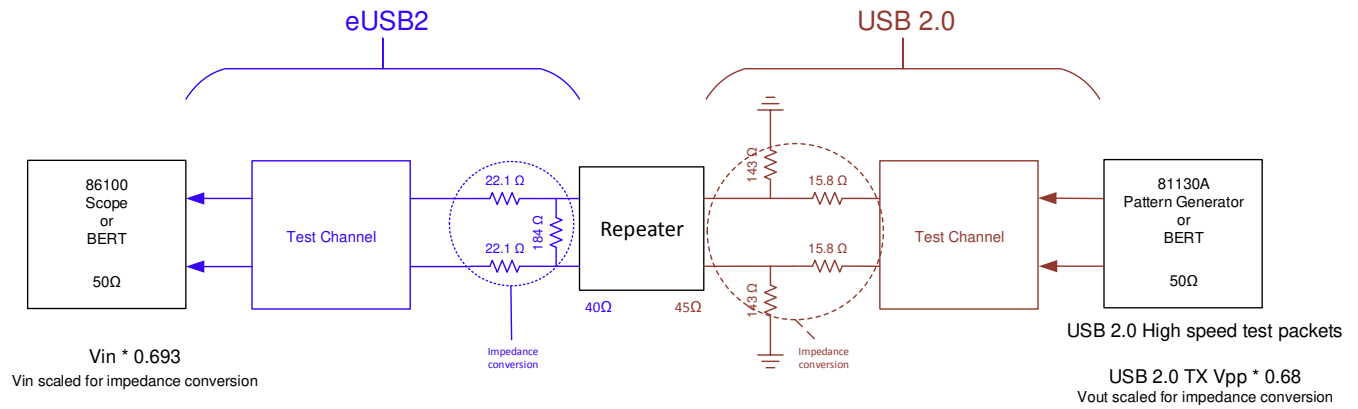 eUSB2
USB 2.0
86100
Scope
or
BERT
50Ω
Test Channel
22.1 Ω
184 Ω
22.1 Ω
Repeater
40Ω
45Ω
143 Ω
15.8 Ω
15.8 Ω
143 Ω
Test Channel
81130A
Pattern Generator
or
BERT
50Ω
Impedance
conversion
Impedance
conversion
Vin * 0.693
Vin scaled for impedance conversion
USB 2.0 High speed test packets
USB 2.0 TX Vpp * 0.68
Vout scaled for impedance conversion